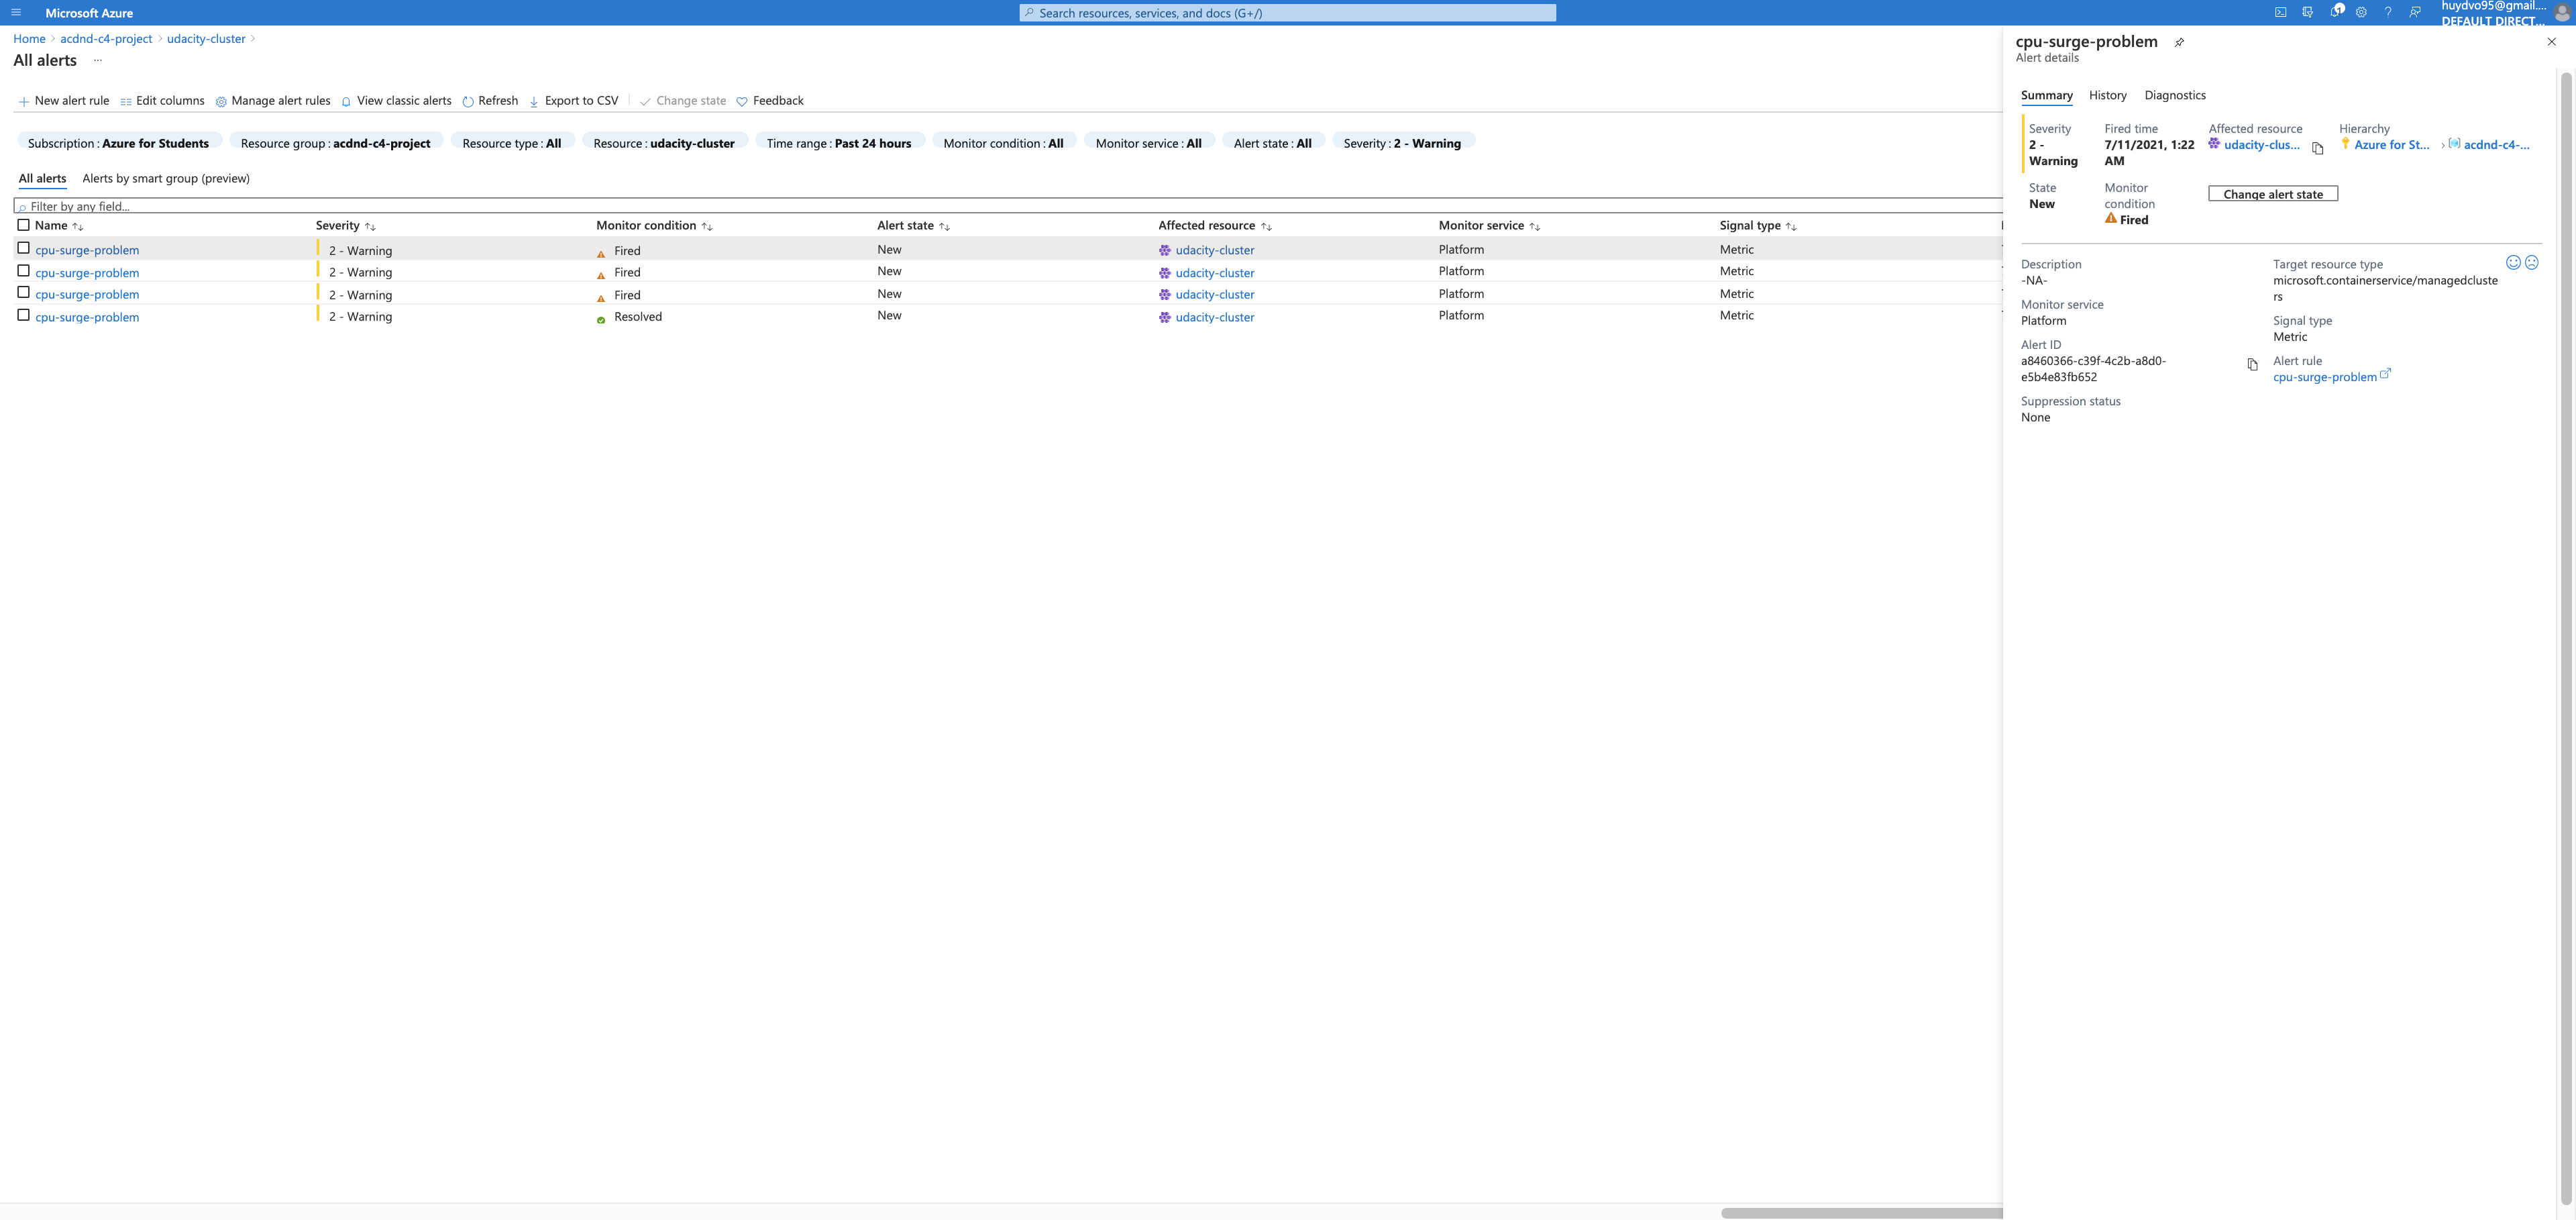 Microsoft Azure
Search resources, services, and docs (G+/)
1
huydvo95@gmail....
DEFAULT DIRECT...
Home > acdnd-c4-project > udacity-cluster >
All alerts ...
New alert rule Edit columns Manage alert rules View classic alerts Refresh Export to CSV Change state Feedback
Subscription : Azure for Students Resource group : acdnd-c4-project Resource type : All Resource : udacity-cluster Time range : Past 24 hours Monitor condition : All Monitor service : All Alert state : All Severity : 2 - Warning
All alerts Alerts by smart group (preview)
Filter by any field...
Name Severity Monitor condition Alert state Affected resource Monitor service Signal type
cpu-surge-problem 2 - Warning Fired New udacity-cluster Platform Metric
cpu-surge-problem 2 - Warning Fired New udacity-cluster Platform Metric
cpu-surge-problem 2 - Warning Fired New udacity-cluster Platform Metric
cpu-surge-problem 2 - Warning Resolved New udacity-cluster Platform Metric
cpu-surge-problem
Alert details
Summary History Diagnostics
Severity
2 -
Warning
Fired time
7/11/2021, 1:22
AM
Affected resource
udacity-clus...
Hierarchy
Azure for St... > acdnd-c4-...
State
New
Monitor
condition
Fired
Change alert state
Description
-NA-
Monitor service
Platform
Alert ID
a8460366-c39f-4c2b-a8d0-
e5b4e83fb652
Suppression status
None
Target resource type
microsoft.containerservice/managedcluste
rs
Signal type
Metric
Alert rule
cpu-surge-problem